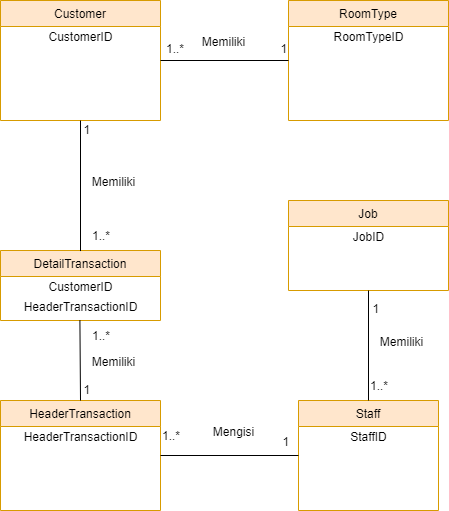 Customer
CustomerID
RoomType
RoomTypeID
1..*
Memiliki
1
1
Memiliki
1..*
DetailTransaction
CustomerID
HeaderTransactionID
Job
JobID
1..*
Memiliki
1
1
Memiliki
1..*
HeaderTransaction
HeaderTransactionID
1..*
Mengisi
1
Staff
StaffID